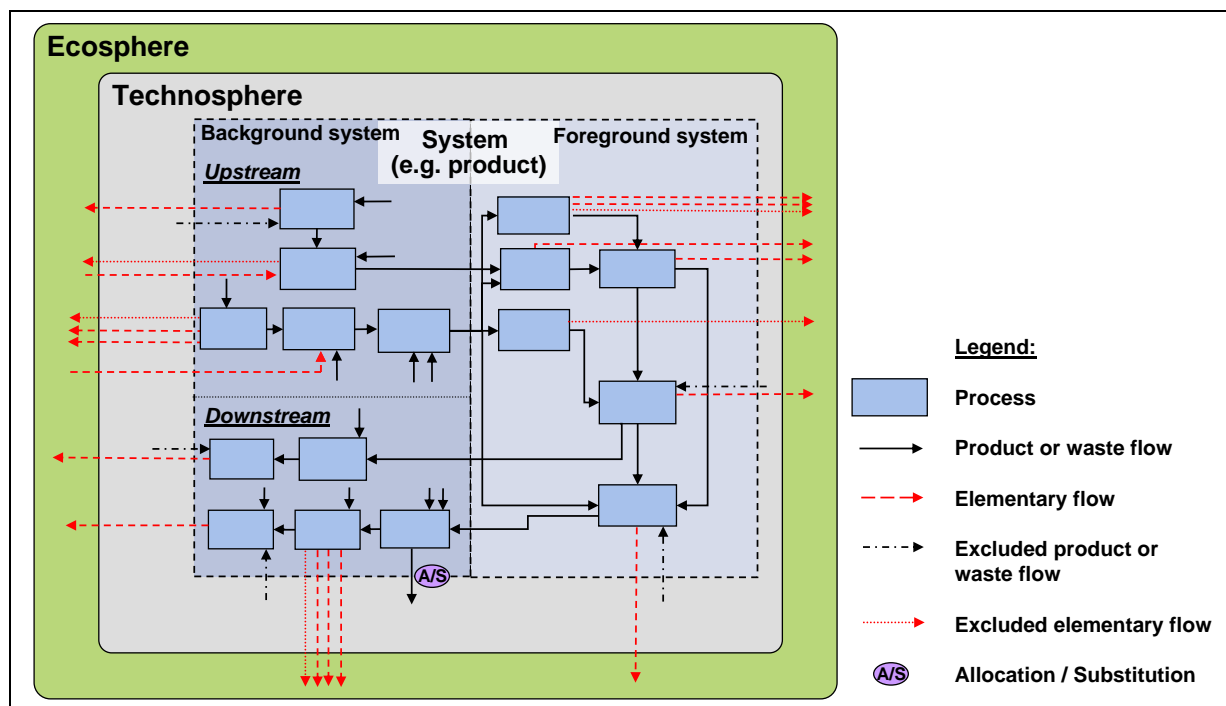 Ecosphere
Technosphere
Background system
System
(e.g. product)
Foreground system
Upstream
Downstream
A/S
Legend:
Process
Product or waste flow
Elementary flow
Excluded product or
waste flow
Excluded elementary flow
A/S
Allocation / Substitution